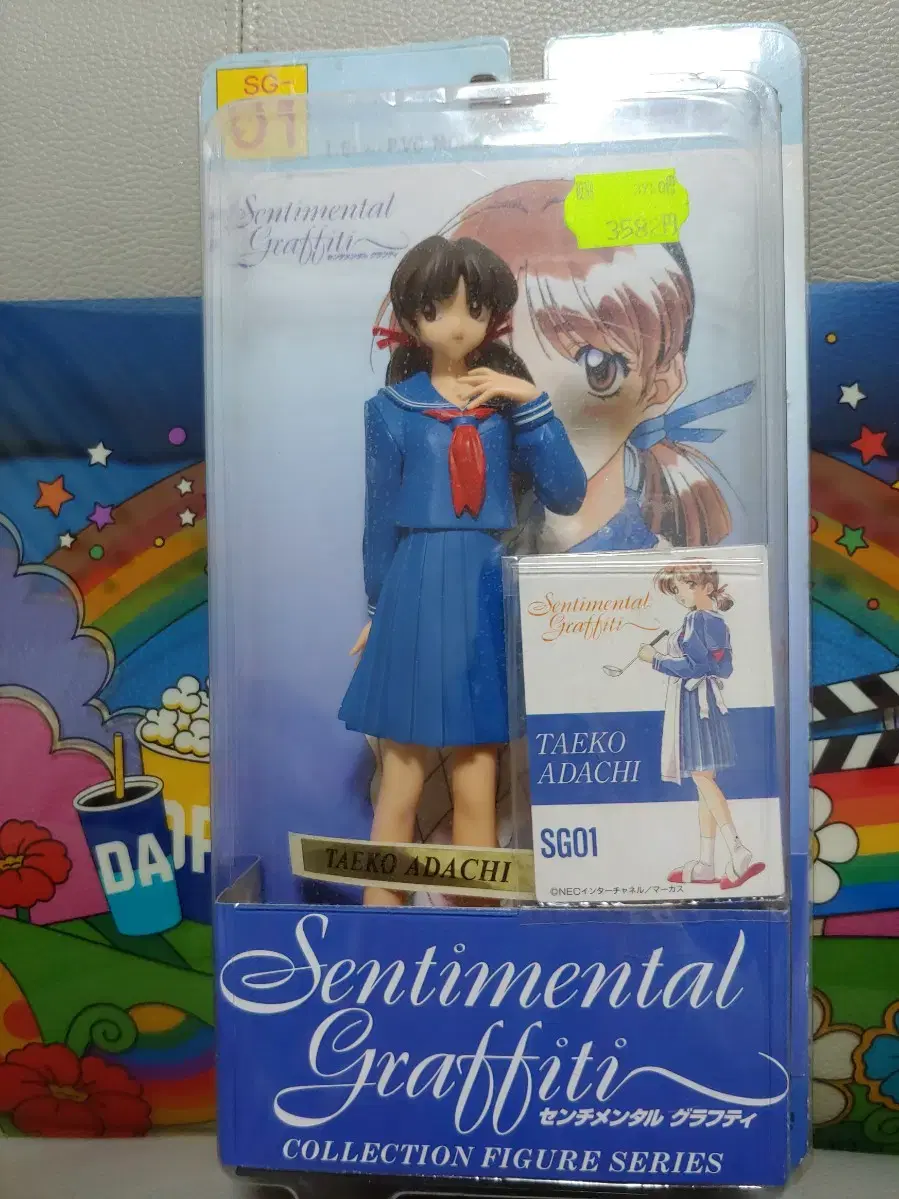 SG-
01
Sentimental
Graffiti
センチメンタル グラフティ
358円
Sentimental
Graffiti
TAEKO
ADACHI
SG01
©NECインターチャネル/マーカス
TAEKO ADACHI
DA
Sentimental
Graffiti
センチメンタル グラフティ
COLLECTION FIGURE SERIES